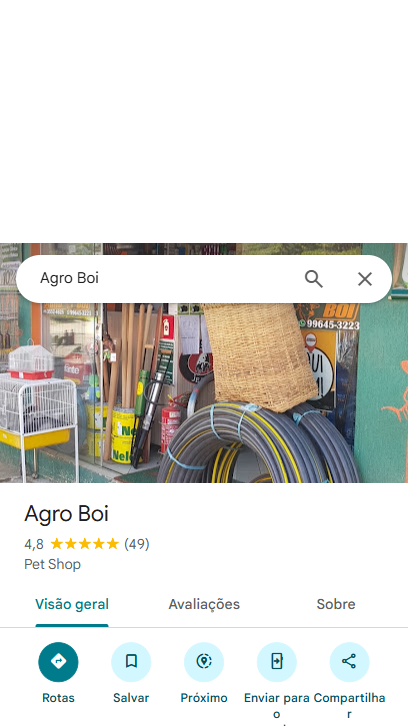 Agro Boi
BOI
99645-3223
QUI
Agro Boi
4,8 ★★★★★ (49)
Pet Shop
Visão geral Avaliações Sobre
Rotas Salvar Próximo Enviar para o Compartilhar